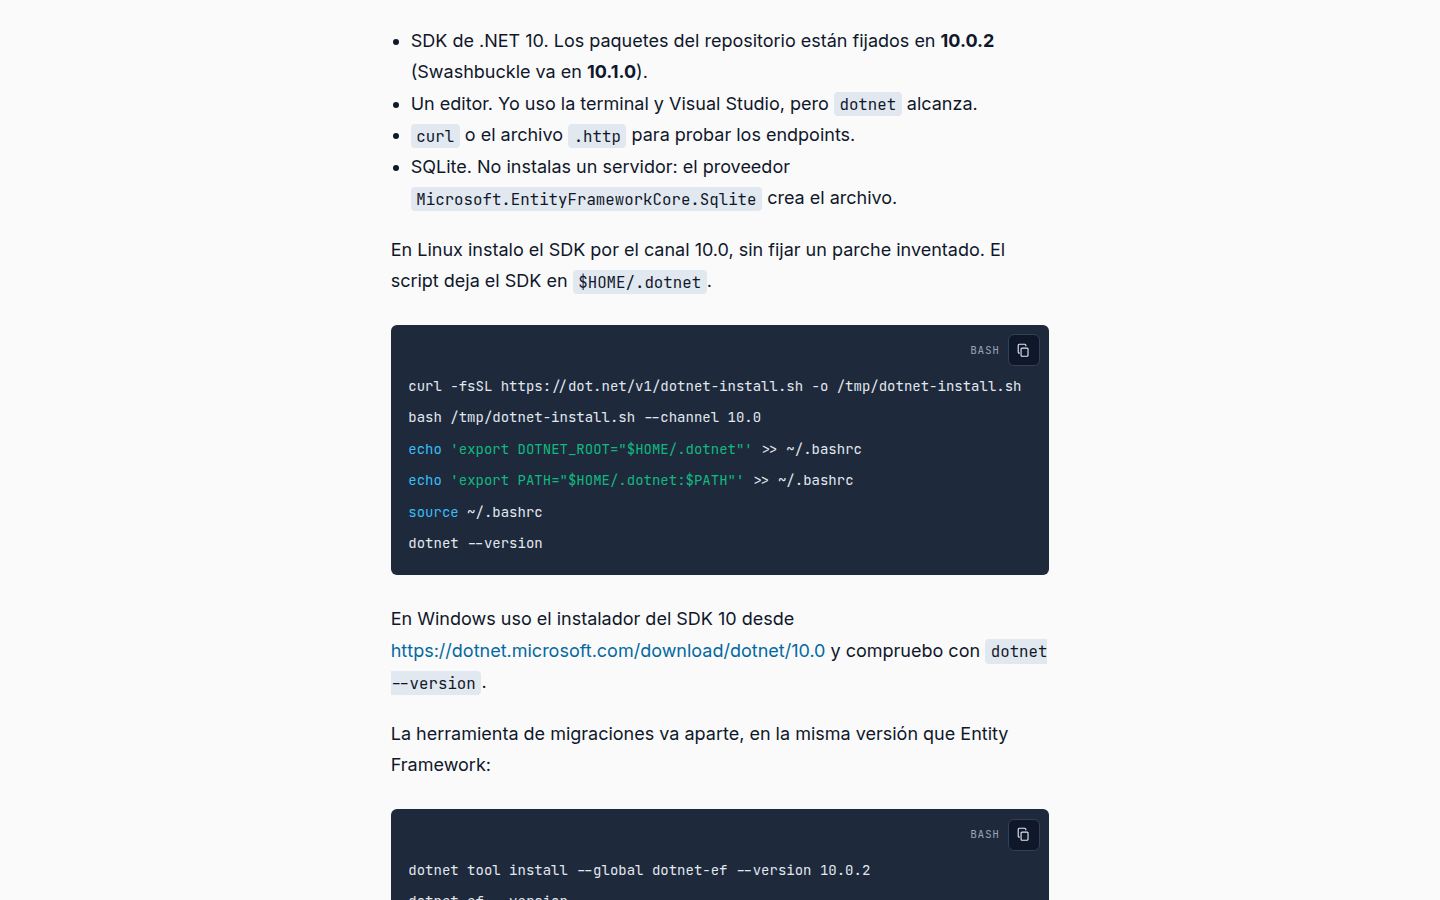 SDK de .NET 10. Los paquetes del repositorio están fijados en 10.0.2
(Swashbuckle va en 10.1.0).
Un editor. Yo uso la terminal y Visual Studio, pero dotnet alcanza.
curl o el archivo .http para probar los endpoints.
SQLite. No instalas un servidor: el proveedor
Microsoft.EntityFrameworkCore.Sqlite crea el archivo.
En Linux instalo el SDK por el canal 10.0, sin fijar un parche inventado. El
script deja el SDK en $HOME/.dotnet.
BASH
curl -fsSL https://dot.net/v1/dotnet-install.sh -o /tmp/dotnet-install.sh
bash /tmp/dotnet-install.sh --channel 10.0
echo 'export DOTNET_ROOT="$HOME/.dotnet"' >> ~/.bashrc
echo 'export PATH="$HOME/.dotnet:$PATH"' >> ~/.bashrc
source ~/.bashrc
dotnet --version
En Windows uso el instalador del SDK 10 desde
https://dotnet.microsoft.com/download/dotnet/10.0 y compruebo con dotnet
--version.
La herramienta de migraciones va aparte, en la misma versión que Entity
Framework:
BASH
dotnet tool install --global dotnet-ef --version 10.0.2
dotnet ef --version